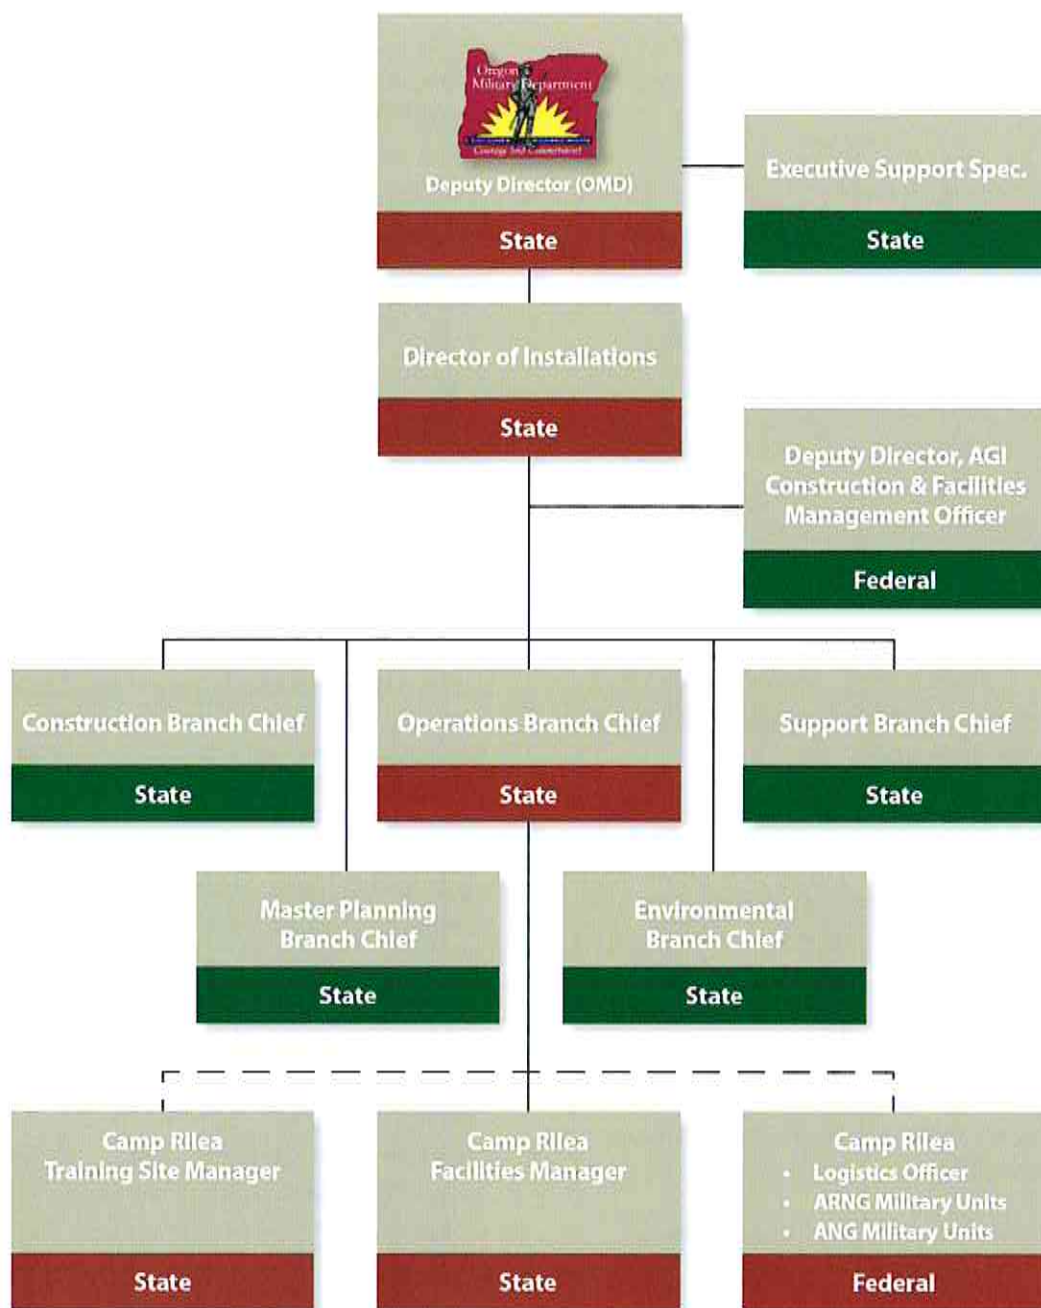 Oregon
Military Department
Courage and Commitment
Deputy Director (OMD)
State
Executive Support Spec.
State
Director of Installations
State
Deputy Director, AGI
Construction & Facilities
Management Officer
Federal
Construction Branch Chief
State
Operations Branch Chief
State
Support Branch Chief
State
Master Planning
Branch Chief
State
Environmental
Branch Chief
State
Camp Rilea
Training Site Manager
State
Camp Rilea
Facilities Manager
State
Camp Rilea
• Logistics Officer
• ARNG Military Units
• ANG Military Units
Federal